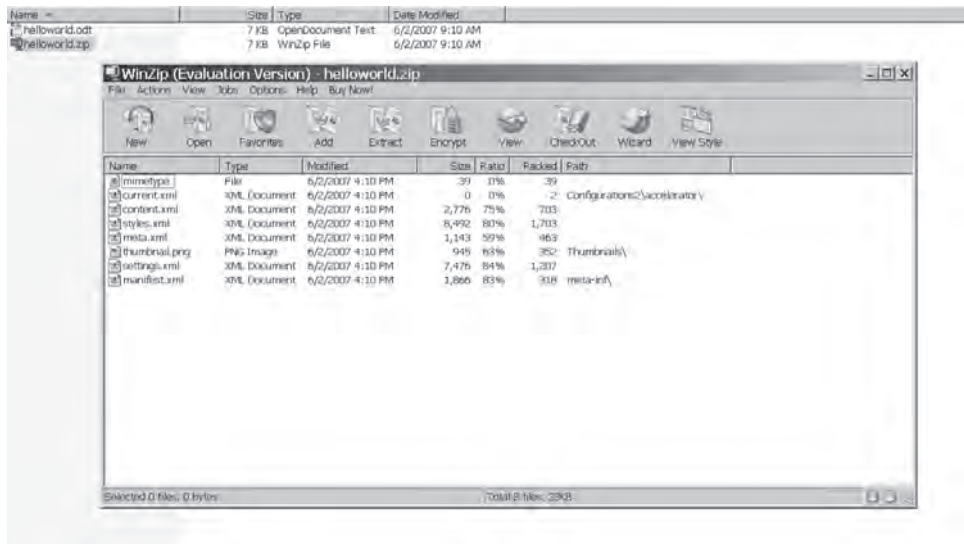 Name Size Type Date Modified
helloworld.odt 7 KB OpenDocument Text 6/2/2007 9:10 AM
helloworld.zip 7 KB WinZip File 6/2/2007 9:10 AM
WinZip (Evaluation Version) - helloworld.zip
File Actions View Jobs Options Help Buy Now!
New Open Favorites Add Extract Encrypt View CheckOut Wizard View Style
Name Type Modified Size Ratio Packed Path
mimetype File 6/2/2007 4:10 PM 39 0% 39
current.xml XML Document 6/2/2007 4:10 PM 0 0% 2 Configurations2\accelerator\
content.xml XML Document 6/2/2007 4:10 PM 2,776 75% 703
styles.xml XML Document 6/2/2007 4:10 PM 8,492 80% 1,703
meta.xml XML Document 6/2/2007 4:10 PM 1,143 59% 463
thumbnail.png PNG Image 6/2/2007 4:10 PM 945 63% 352 Thumbnails\
settings.xml XML Document 6/2/2007 4:10 PM 7,476 84% 1,207
manifest.xml XML Document 6/2/2007 4:10 PM 1,866 83% 318 meta-inf\
Selected 0 files, 0 bytes Total 8 files, 23KB